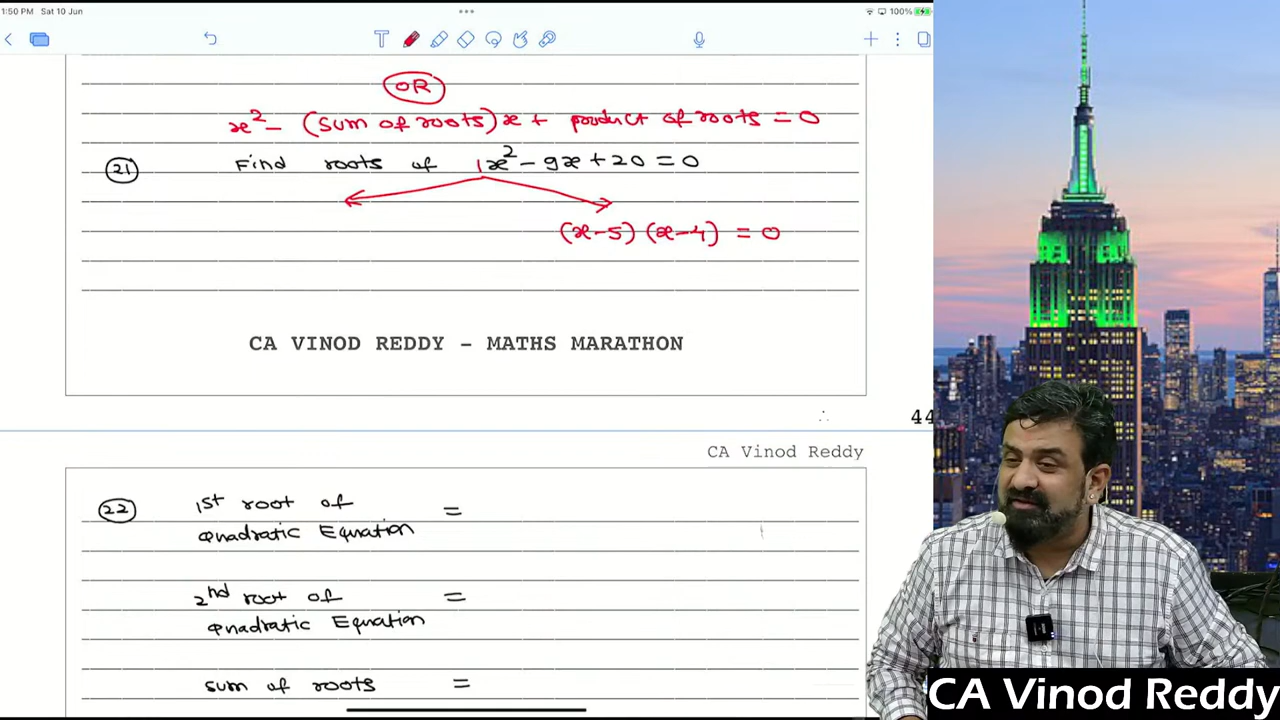 1:50 PM Sat 10 Jun
100%
T
OR
x² - (sum of roots) x + product of roots = 0
21 Find roots of 1x² - 9x + 20 = 0
(x-5) (x-4) = 0
CA VINOD REDDY - MATHS MARATHON
44
CA Vinod Reddy
22 1st root of =
quadratic Equation
2nd root of =
quadratic Equation
sum of roots =
CA Vinod Reddy